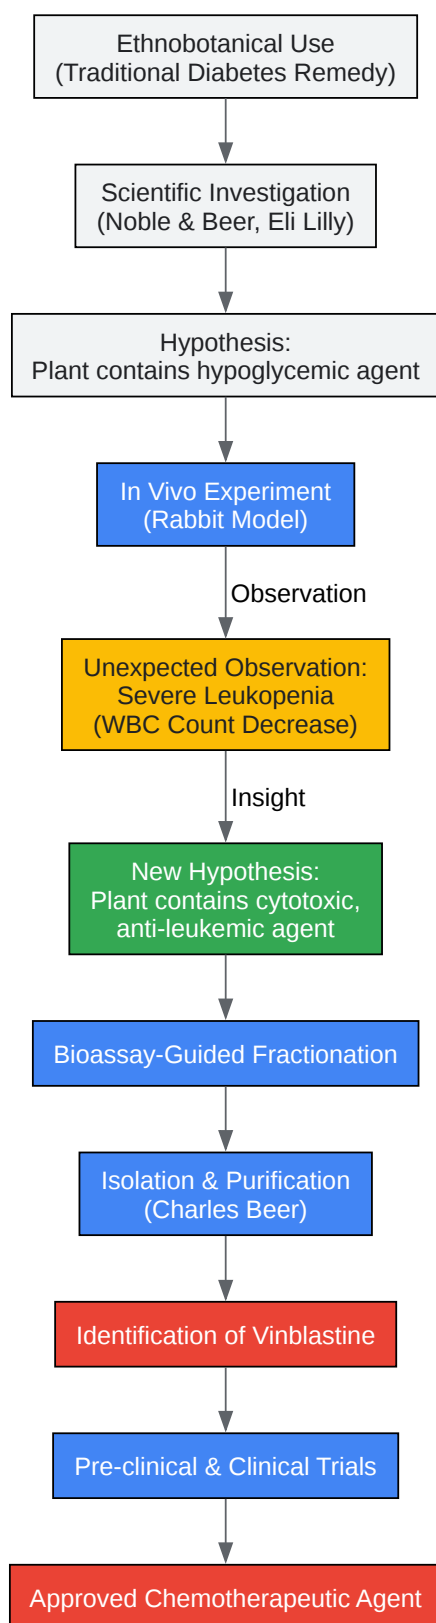 Ethnobotanical Use
(Traditional Diabetes Remedy)
Scientific Investigation
(Noble & Beer, Eli Lilly)
Hypothesis:
Plant contains hypoglycemic agent
In Vivo Experiment
(Rabbit Model)
Observation
Unexpected Observation:
Severe Leukopenia
(WBC Count Decrease)
Insight
New Hypothesis:
Plant contains cytotoxic,
anti-leukemic agent
Bioassay-Guided Fractionation
Isolation & Purification
(Charles Beer)
Identification of Vinblastine
Pre-clinical & Clinical Trials
Approved Chemotherapeutic Agent